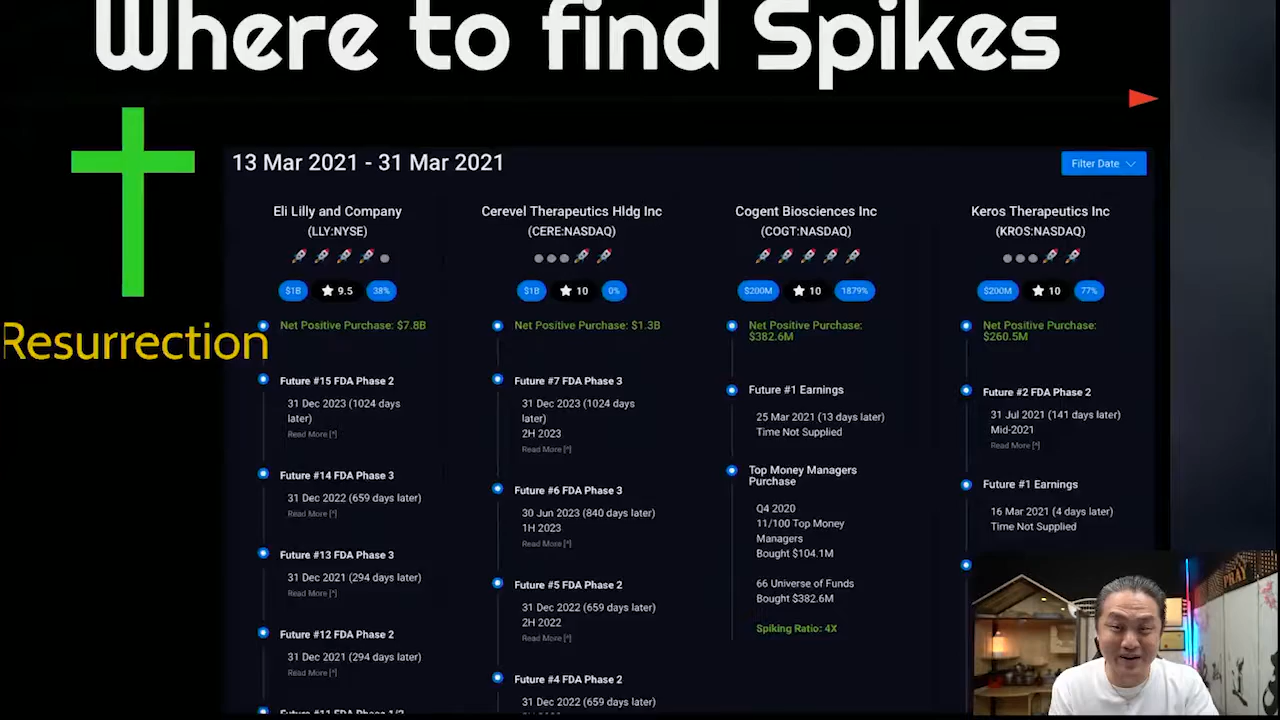 Where to find Spikes
Resurrection
13 Mar 2021 - 31 Mar 2021
Filter Date
Eli Lilly and Company
(LLY:NYSE)
$1B
9.5
38%
Net Positive Purchase: $7.8B
Future #15 FDA Phase 2
31 Dec 2023 (1024 days
later)
Read More [*]
Future #14 FDA Phase 3
31 Dec 2022 (659 days later)
Read More [*]
Future #13 FDA Phase 3
31 Dec 2021 (294 days later)
Read More [*]
Future #12 FDA Phase 2
31 Dec 2021 (294 days later)
Read More [*]
Future #11 FDA Phase 1/2
Cerevel Therapeutics Hldg Inc
(CERE:NASDAQ)
$1B
10
0%
Net Positive Purchase: $1.3B
Future #7 FDA Phase 3
31 Dec 2023 (1024 days
later)
2H 2023
Read More [*]
Future #6 FDA Phase 3
30 Jun 2023 (840 days later)
1H 2023
Read More [*]
Future #5 FDA Phase 2
31 Dec 2022 (659 days later)
2H 2022
Read More [*]
Future #4 FDA Phase 2
31 Dec 2022 (659 days later)
Cogent Biosciences Inc
(COGT:NASDAQ)
$200M
10
1879%
Net Positive Purchase:
$382.6M
Future #1 Earnings
25 Mar 2021 (13 days later)
Time Not Supplied
Top Money Managers
Purchase
Q4 2020
11/100 Top Money
Managers
Bought $104.1M
66 Universe of Funds
Bought $382.6M
Spiking Ratio: 4X
Keros Therapeutics Inc
(KROS:NASDAQ)
$200M
10
77%
Net Positive Purchase:
$260.5M
Future #2 FDA Phase 2
31 Jul 2021 (141 days later)
Mid-2021
Read More [*]
Future #1 Earnings
16 Mar 2021 (4 days later)
Time Not Supplied
PRAY